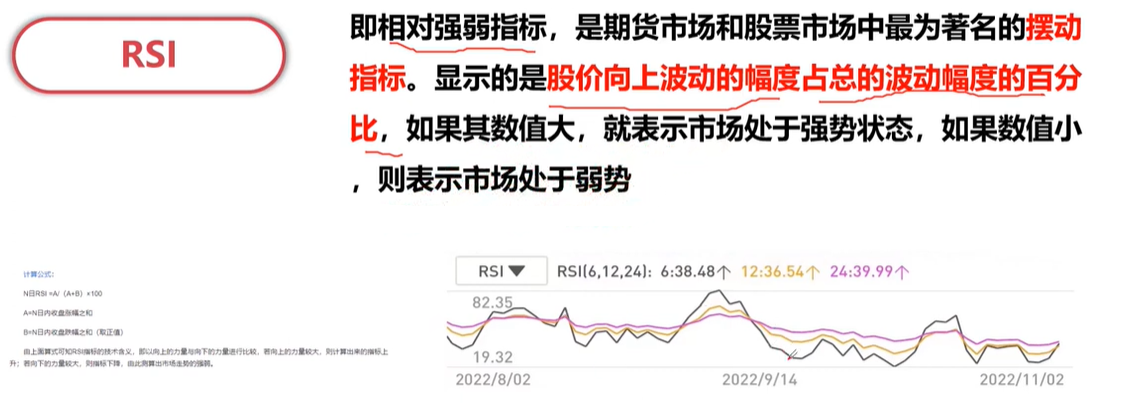 RSI
即相对强弱指标，是期货市场和股票市场中最为著名的摆动
指标。显示的是股价向上波动的幅度占总的波动幅度的百分
比，如果其数值大，就表示市场处于强势状态，如果数值小
，则表示市场处于弱势
计算公式：
N日RSI =A/（A+B）×100
A=N日内收盘涨幅之和
B=N日内收盘跌幅之和（取正值）
由上面算式可知RSI指标的技术含义，即以向上的力量与向下的力量进行比较，若向上的力量较大，则计算出来的指标上
升；若向下的力量较大，则指标下降，由此测算出市场走势的强弱。
RSI▼ RSI(6,12,24): 6:38.48↑ 12:36.54↑ 24:39.99↑
82.35
19.32
2022/8/02 2022/9/14 2022/11/02